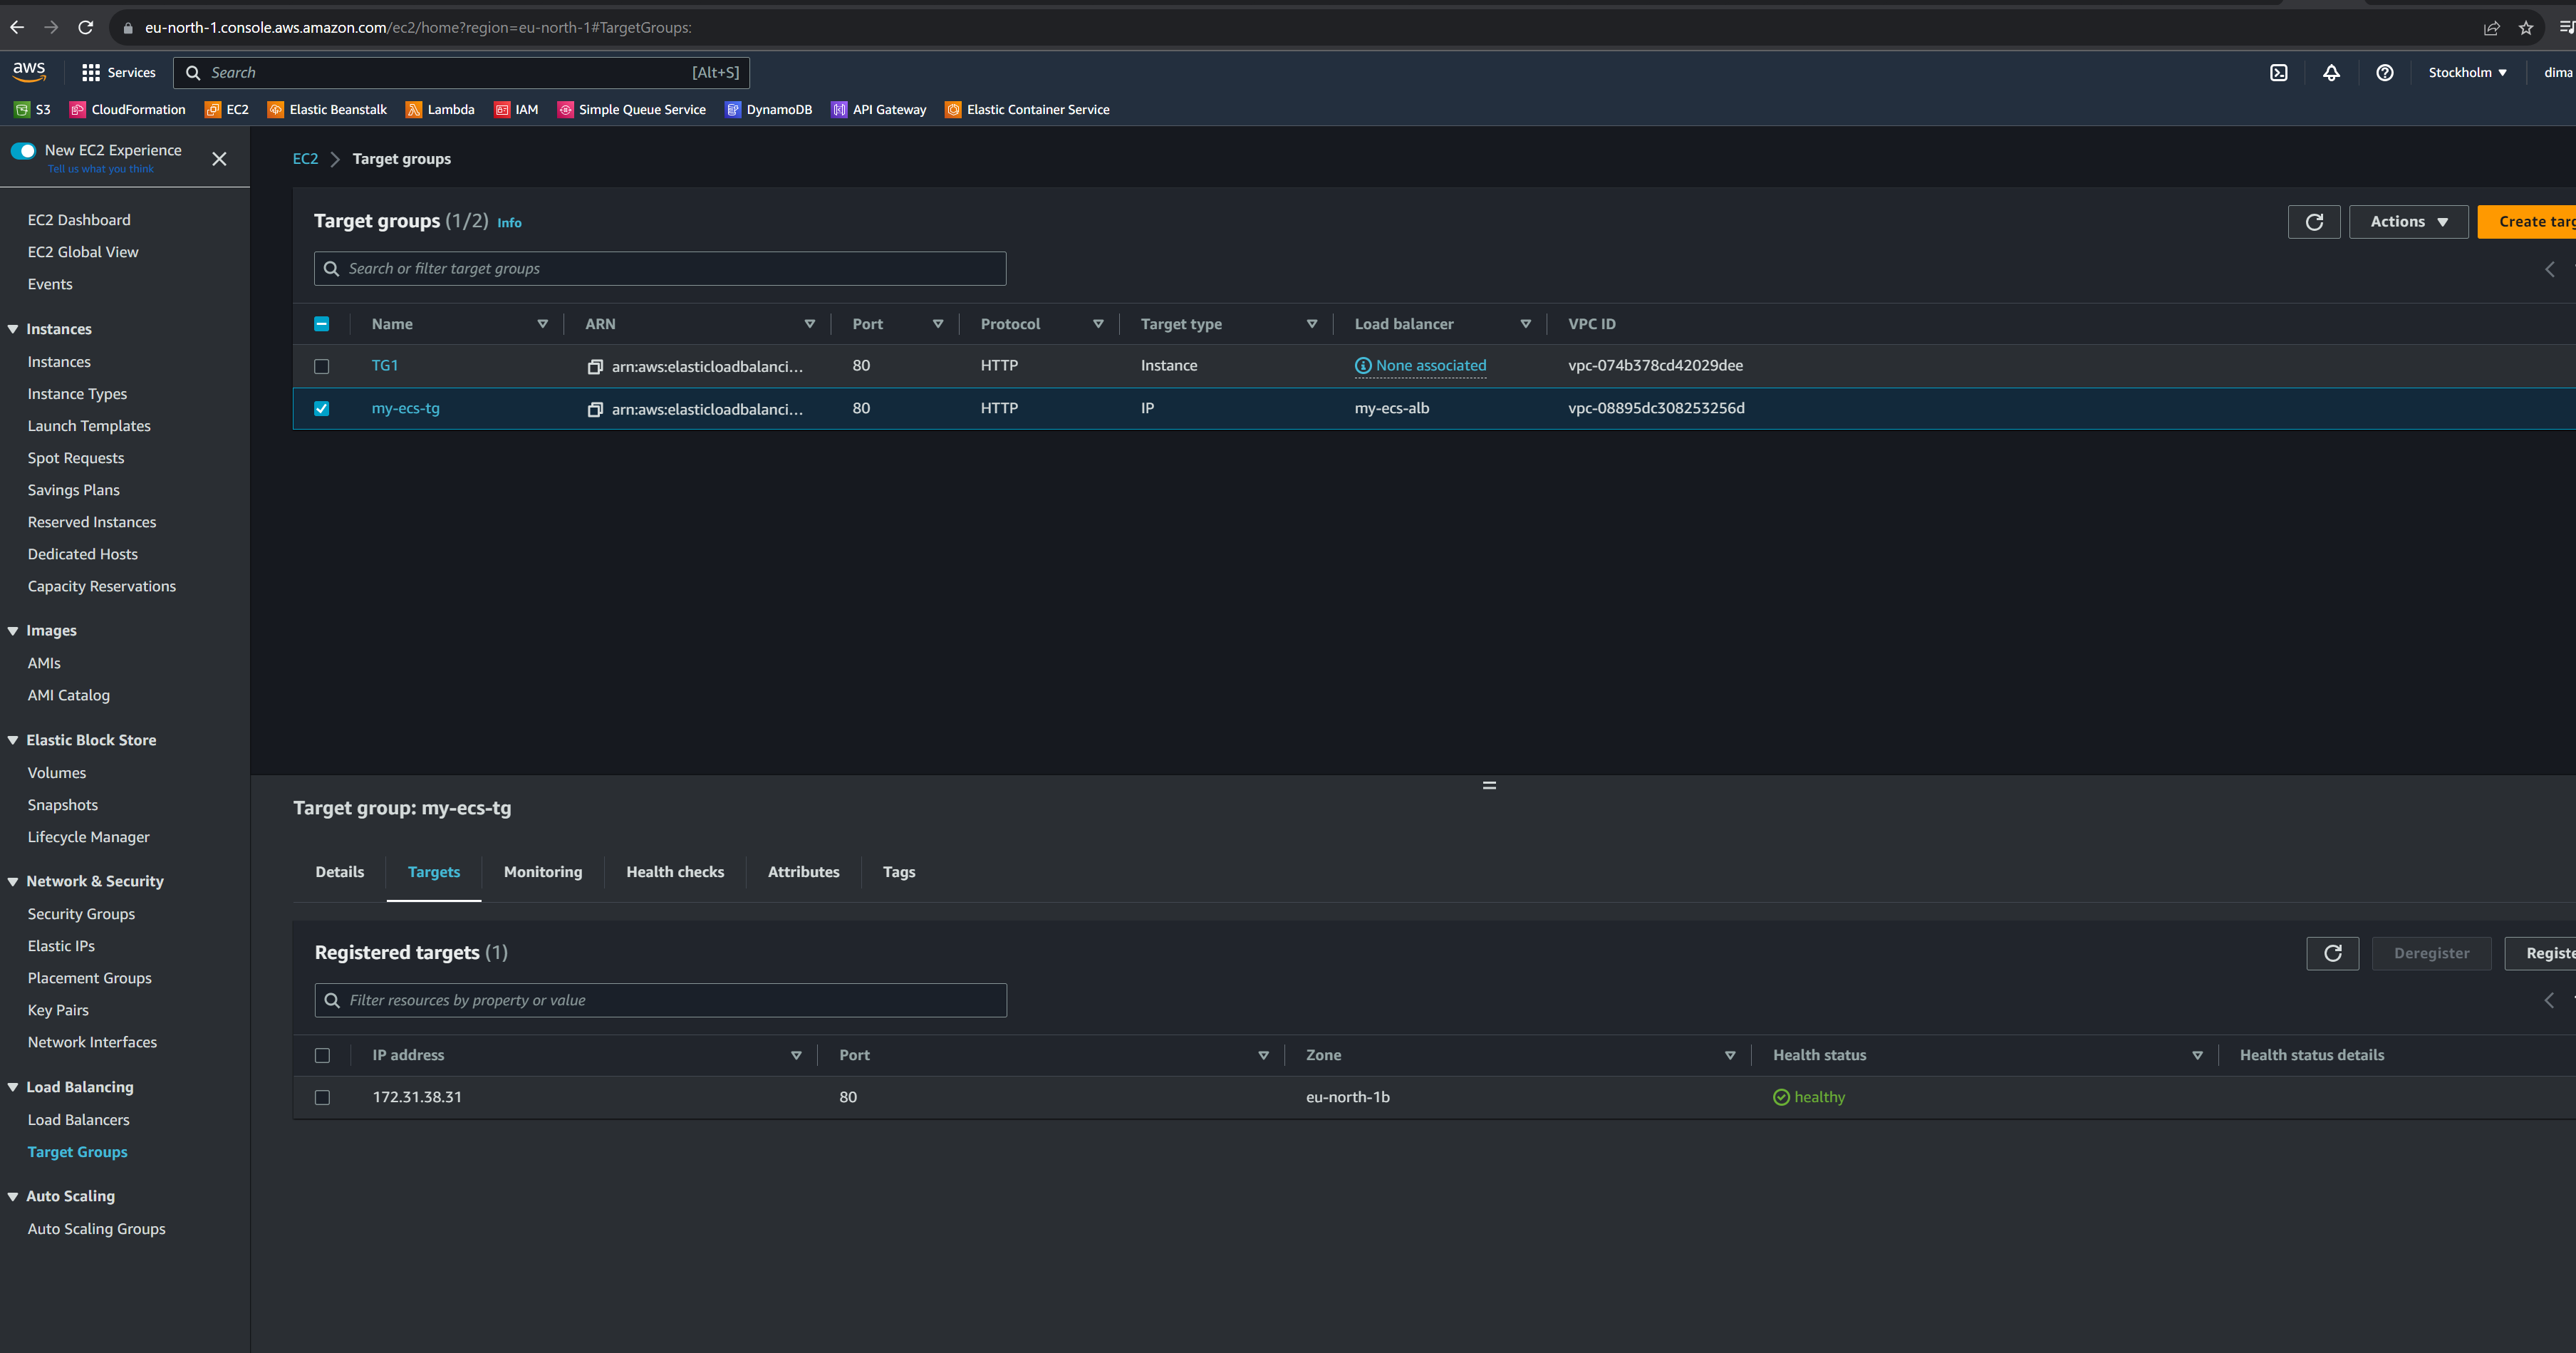 eu-north-1.console.aws.amazon.com/ec2/home?region=eu-north-1#TargetGroups:
aws Services Search [Alt+S] Stockholm dima
S3 CloudFormation EC2 Elastic Beanstalk Lambda IAM Simple Queue Service DynamoDB API Gateway Elastic Container Service
New EC2 Experience
Tell us what you think
EC2 Dashboard
EC2 Global View
Events
Instances
Instances
Instance Types
Launch Templates
Spot Requests
Savings Plans
Reserved Instances
Dedicated Hosts
Capacity Reservations
Images
AMIs
AMI Catalog
Elastic Block Store
Volumes
Snapshots
Lifecycle Manager
Network & Security
Security Groups
Elastic IPs
Placement Groups
Key Pairs
Network Interfaces
Load Balancing
Load Balancers
Target Groups
Auto Scaling
Auto Scaling Groups
EC2 Target groups
Target groups (1/2) Info
Actions Create targ
Search or filter target groups
Name ARN Port Protocol Target type Load balancer VPC ID
TG1 arn:aws:elasticloadbalanci... 80 HTTP Instance None associated vpc-074b378cd42029dee
my-ecs-tg arn:aws:elasticloadbalanci... 80 HTTP IP my-ecs-alb vpc-08895dc308253256d
Target group: my-ecs-tg
Details Targets Monitoring Health checks Attributes Tags
Registered targets (1)
Deregister Registe
Filter resources by property or value
IP address Port Zone Health status Health status details
172.31.38.31 80 eu-north-1b healthy